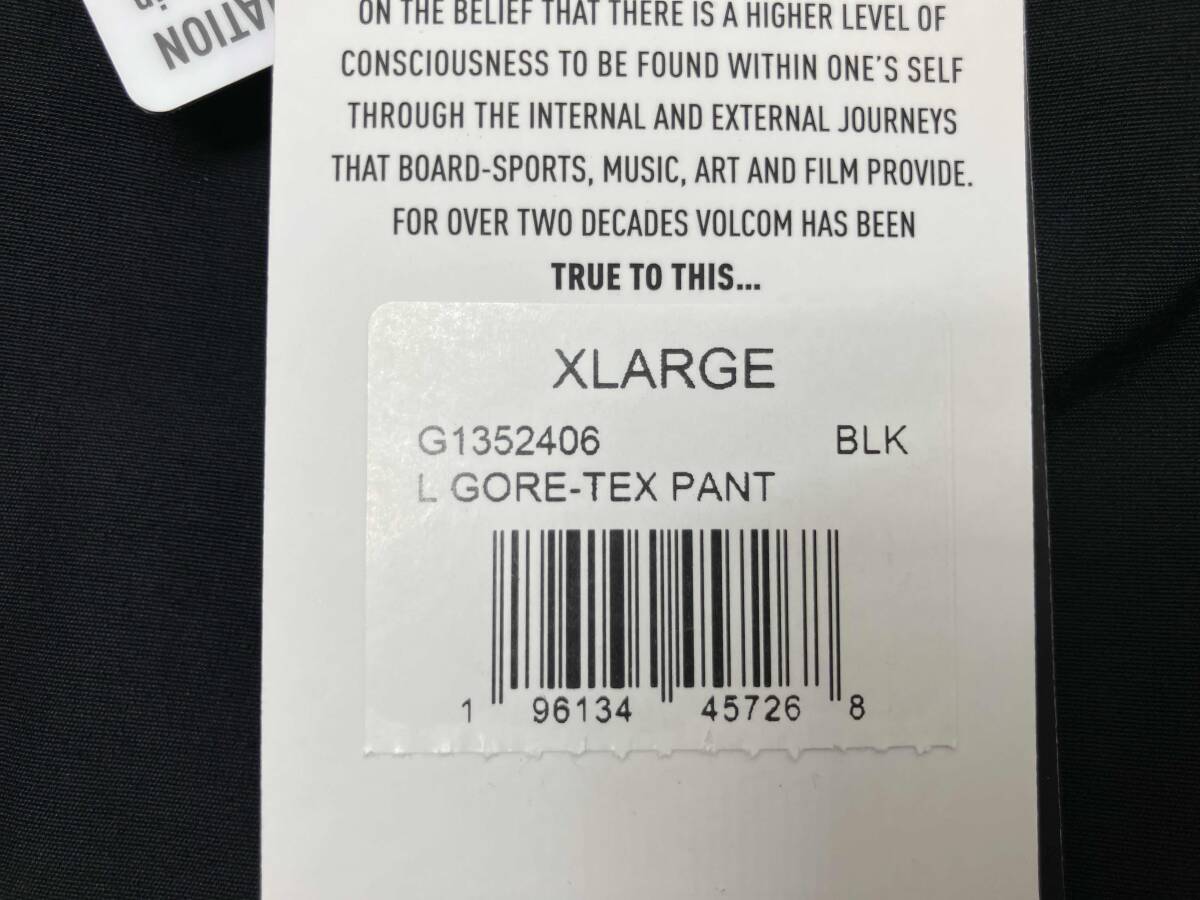 NATION
ON THE BELIEF THAT THERE IS A HIGHER LEVEL OF
CONSCIOUSNESS TO BE FOUND WITHIN ONE'S SELF
THROUGH THE INTERNAL AND EXTERNAL JOURNEYS
THAT BOARD-SPORTS, MUSIC, ART AND FILM PROVIDE.
FOR OVER TWO DECADES VOLCOM HAS BEEN
TRUE TO THIS...
XLARGE
G1352406 BLK
L GORE-TEX PANT
1 96134 45726 8